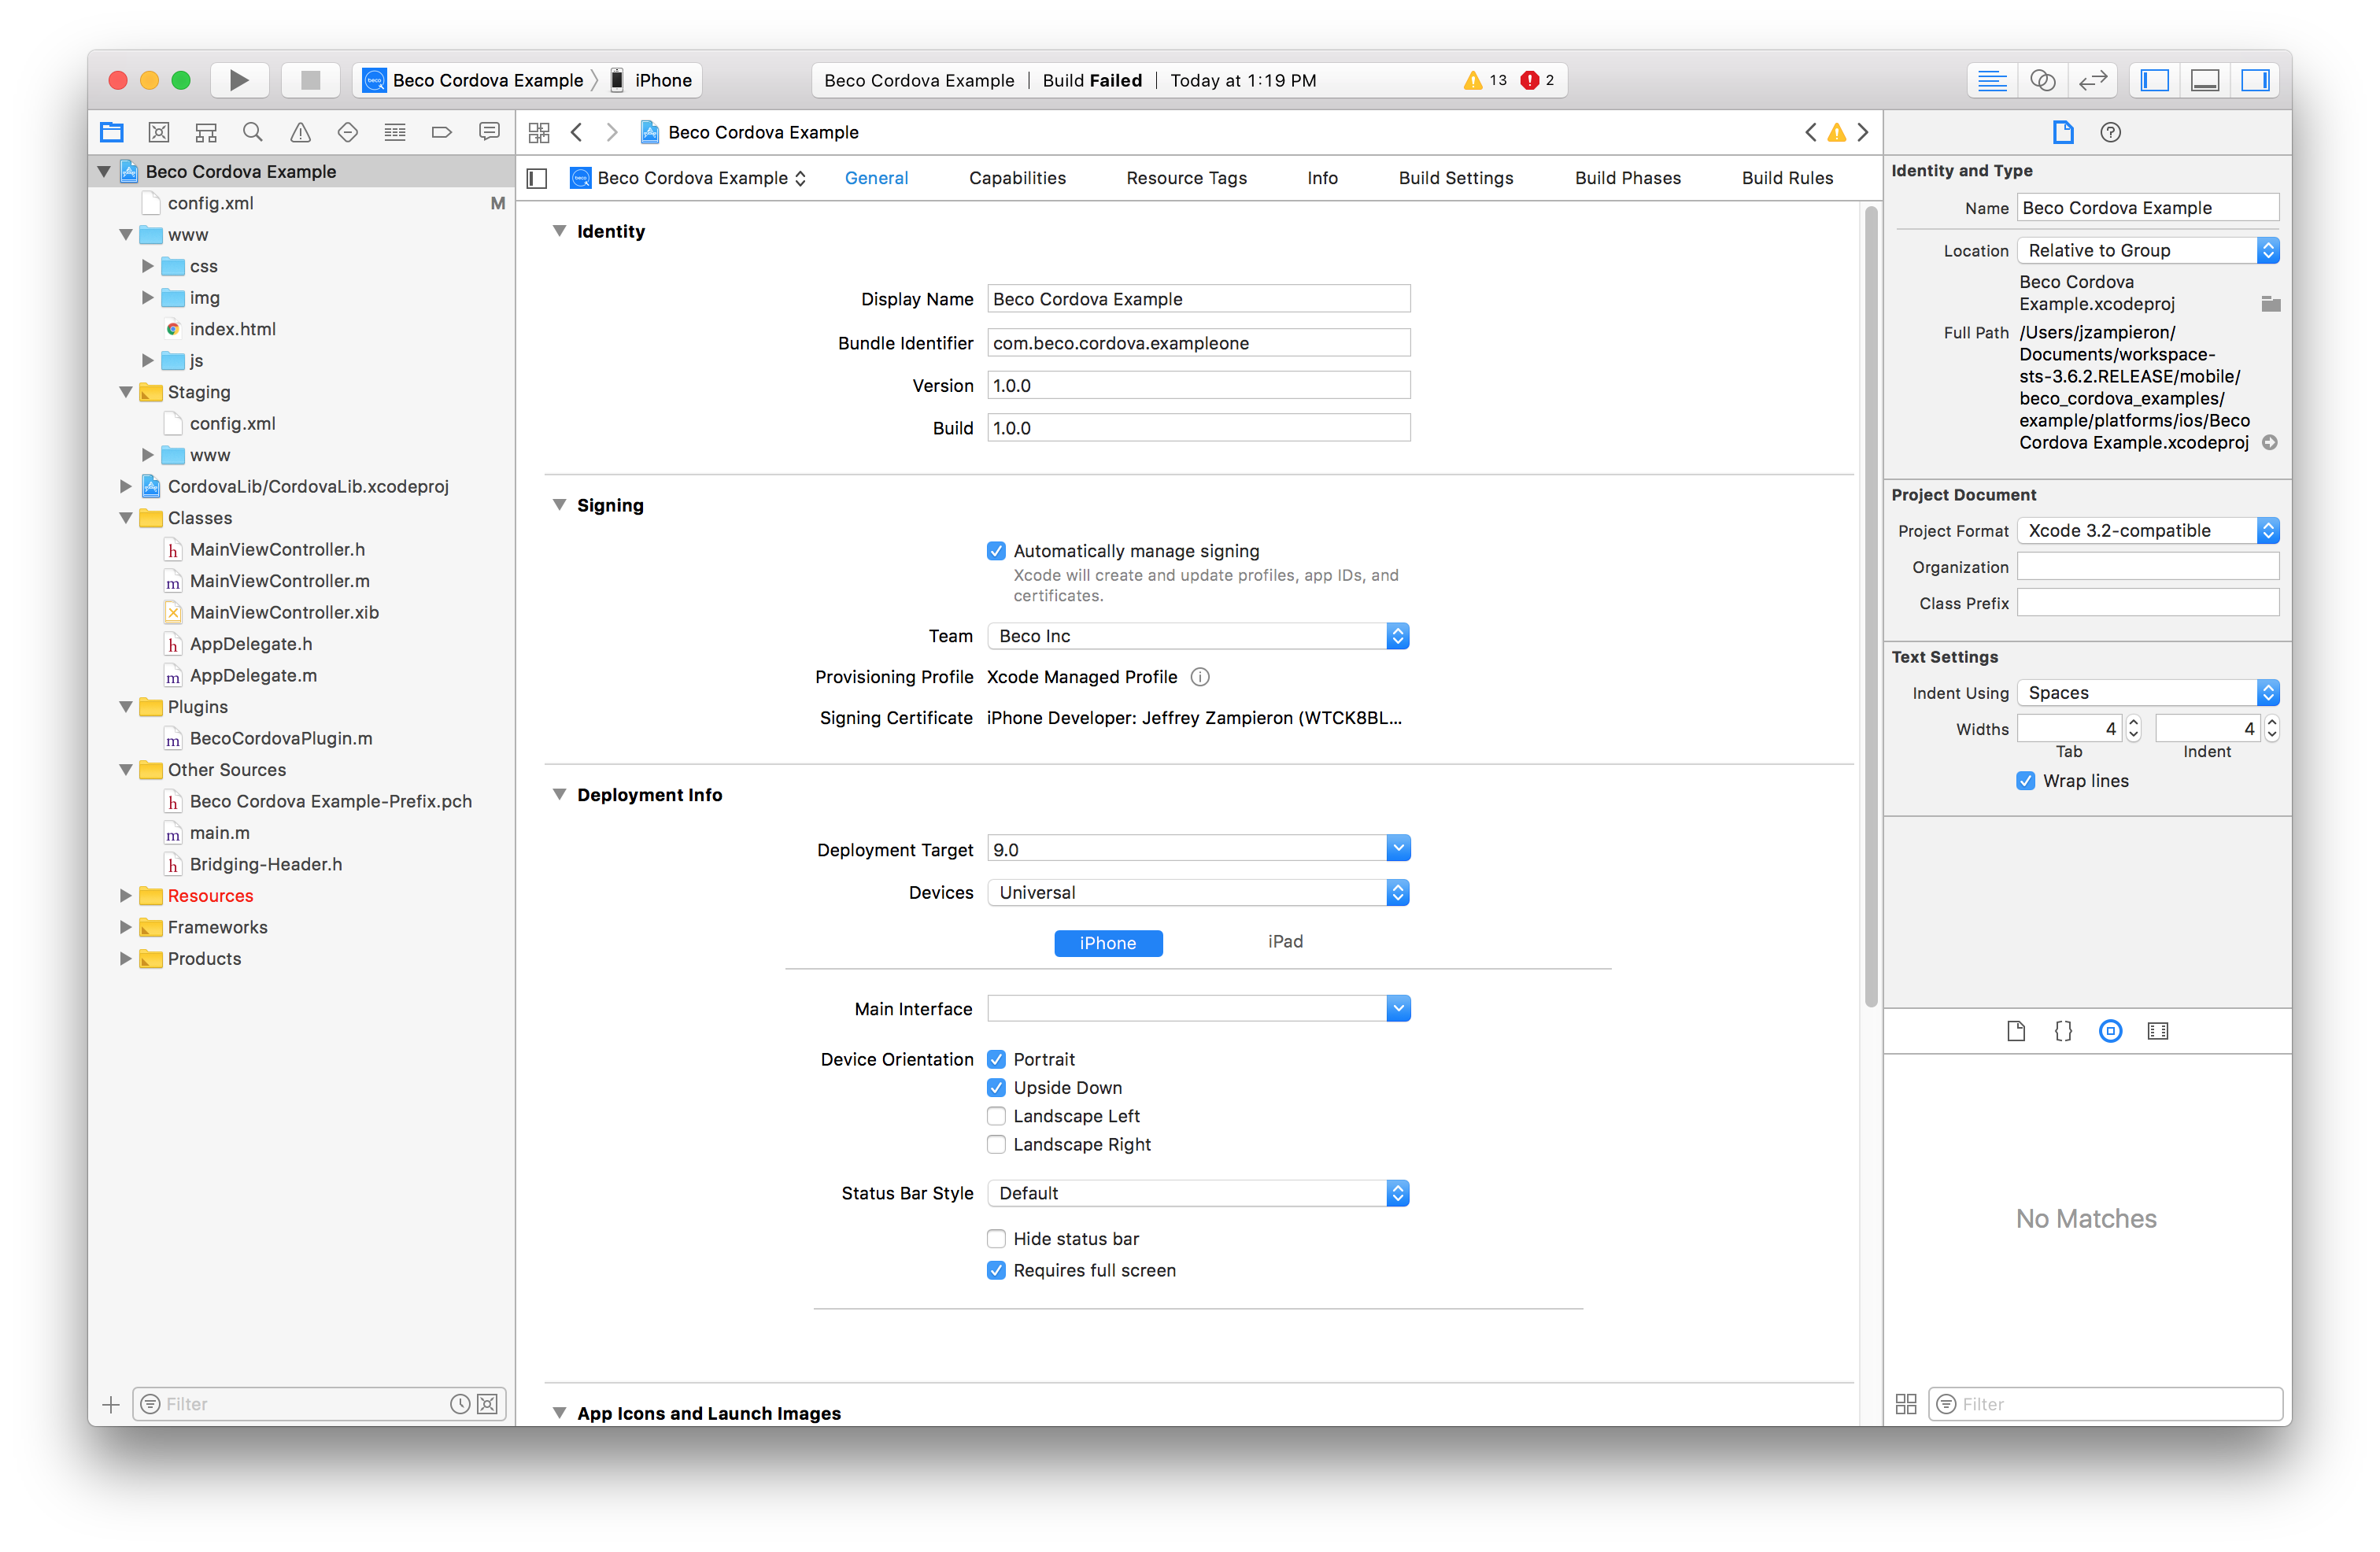 Beco Cordova Example
iPhone
Beco Cordova Example
Build Failed
Today at 1:19 PM
13
2
Beco Cordova Example
config.xml
M
www
css
img
index.html
js
Staging
config.xml
www
CordovaLib/CordovaLib.xcodeproj
Classes
h MainViewController.h
m MainViewController.m
MainViewController.xib
h AppDelegate.h
m AppDelegate.m
Plugins
m BecoCordovaPlugin.m
Other Sources
h Beco Cordova Example-Prefix.pch
m main.m
h Bridging-Header.h
Resources
Frameworks
Products
Filter
Beco Cordova Example
Beco Cordova Example
General
Capabilities
Resource Tags
Info
Build Settings
Build Phases
Build Rules
Identity
Display Name
Beco Cordova Example
Bundle Identifier
com.beco.cordova.exampleone
Version
1.0.0
Build
1.0.0
Signing
Automatically manage signing
Xcode will create and update profiles, app IDs, and
certificates.
Team
Beco Inc
Provisioning Profile
Xcode Managed Profile
Signing Certificate
iPhone Developer: Jeffrey Zampieron (WTCK8BL...
Deployment Info
Deployment Target
9.0
Devices
Universal
iPhone
iPad
Main Interface
Device Orientation
Portrait
Upside Down
Landscape Left
Landscape Right
Status Bar Style
Default
Hide status bar
Requires full screen
App Icons and Launch Images
Identity and Type
Name
Beco Cordova Example
Location
Relative to Group
Beco Cordova
Example.xcodeproj
Full Path
/Users/jzampieron/
Documents/workspace-
sts-3.6.2.RELEASE/mobile/
beco_cordova_examples/
example/platforms/ios/Beco
Cordova Example.xcodeproj
Project Document
Project Format
Xcode 3.2-compatible
Organization
Class Prefix
Text Settings
Indent Using
Spaces
Widths
4
4
Tab
Indent
Wrap lines
{}
No Matches
Filter